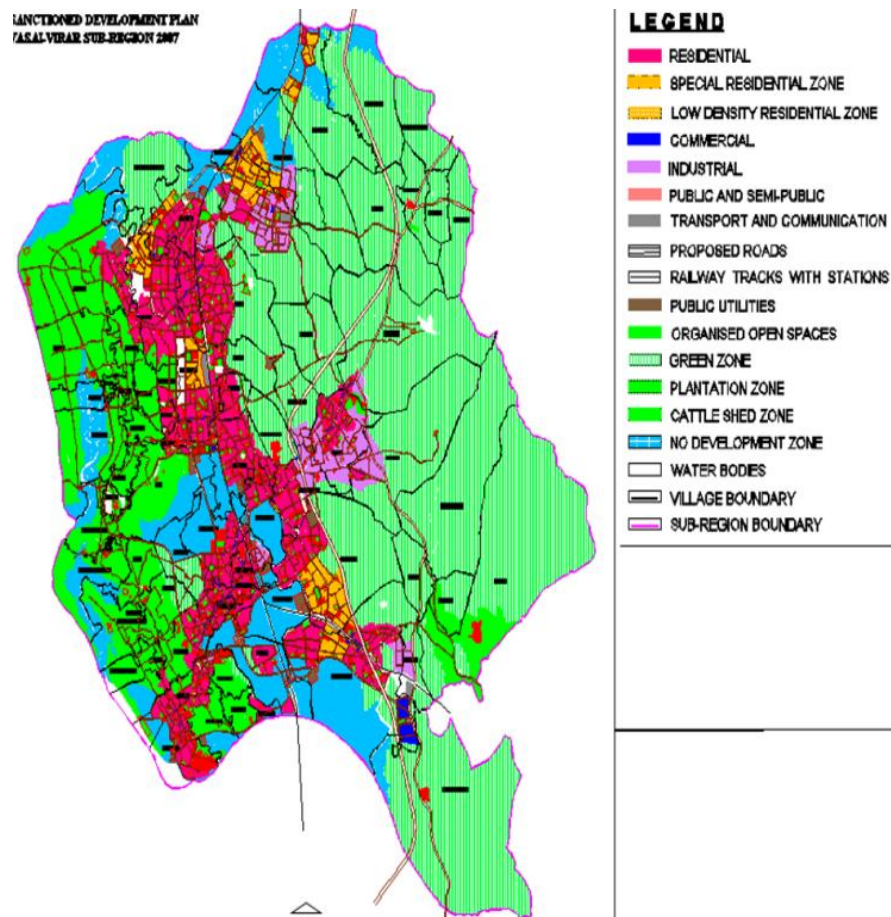 SANCTIONED DEVELOPMENT PLAN
VASAI-VIRAR SUB-REGION 2007
LEGEND
RESIDENTIAL
SPECIAL RESIDENTIAL ZONE
LOW DENSITY RESIDENTIAL ZONE
COMMERCIAL
INDUSTRIAL
PUBLIC AND SEMI-PUBLIC
TRANSPORT AND COMMUNICATION
PROPOSED ROADS
RAILWAY TRACKS WITH STATIONS
PUBLIC UTILITIES
ORGANISED OPEN SPACES
GREEN ZONE
PLANTATION ZONE
CATTLE SHED ZONE
NO DEVELOPMENT ZONE
WATER BODIES
VILLAGE BOUNDARY
SUB-REGION BOUNDARY